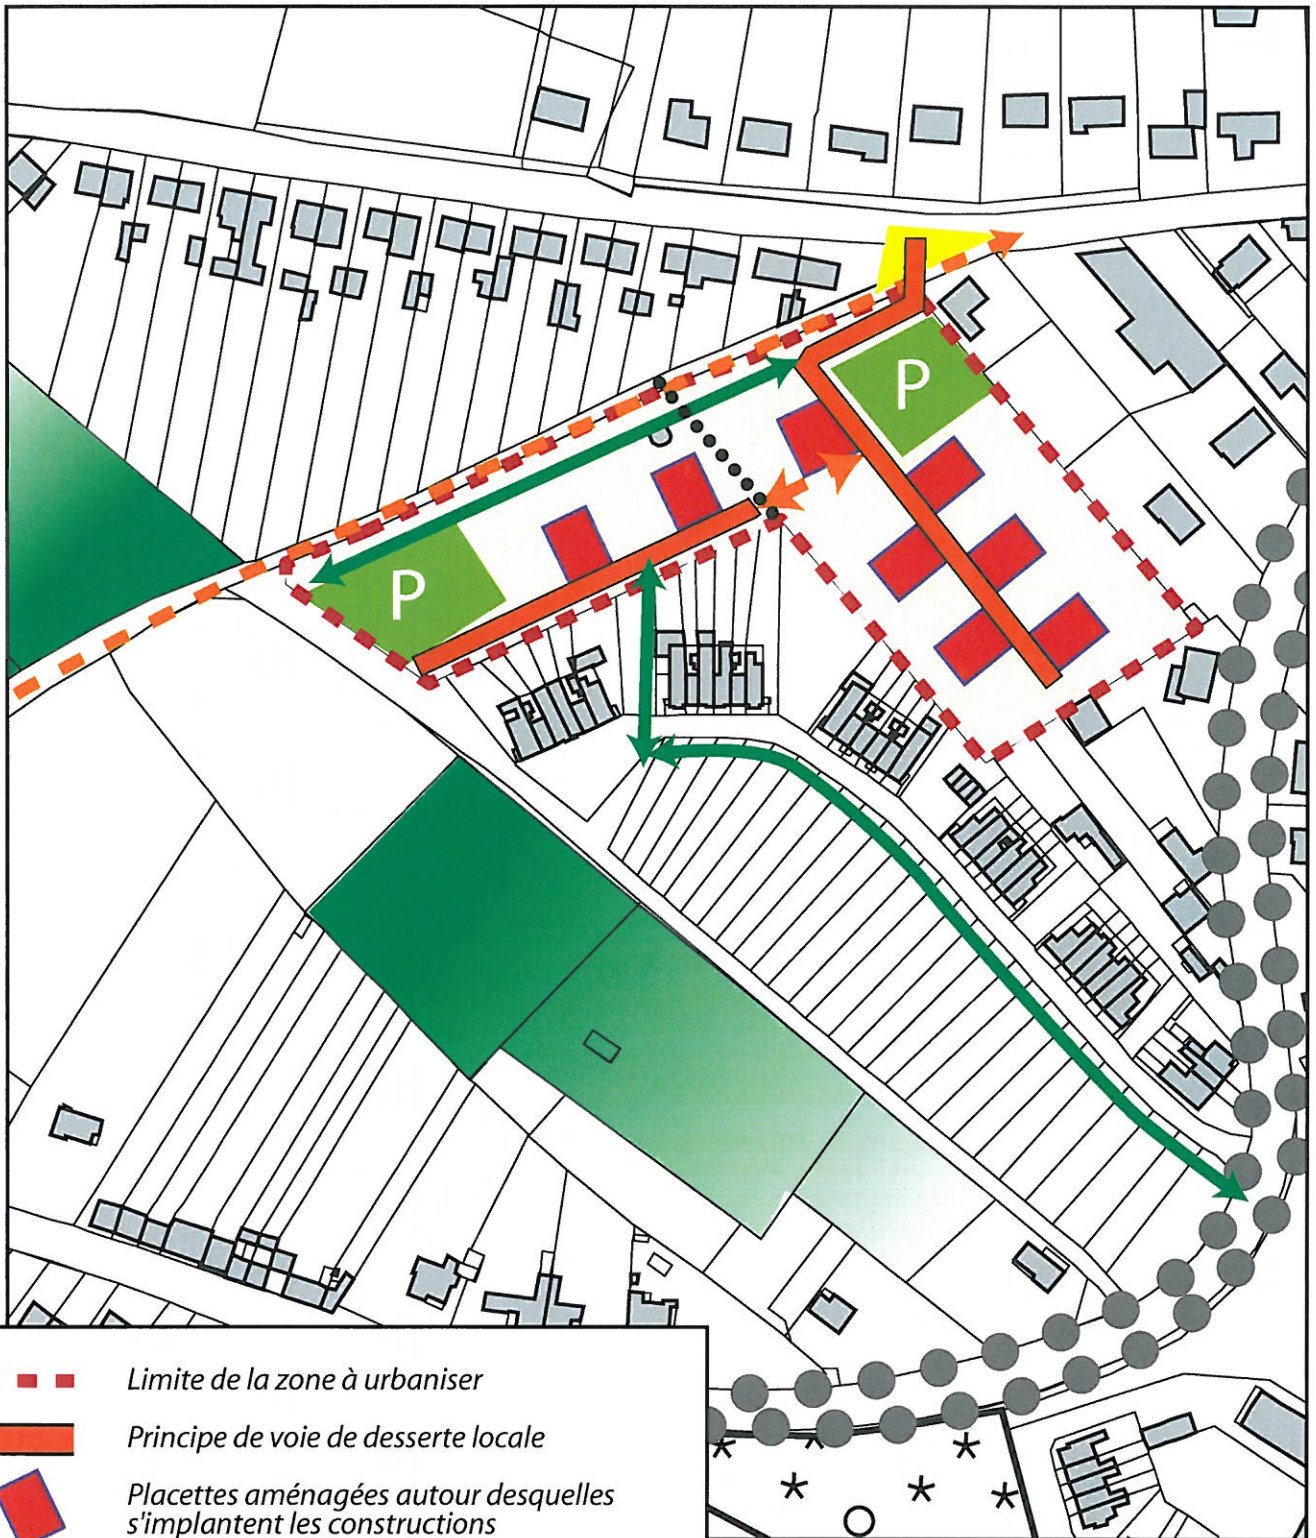 P
P
Limite de la zone à urbaniser
Principe de voie de desserte locale
Placettes aménagées autour desquelles
s'implantent les constructions